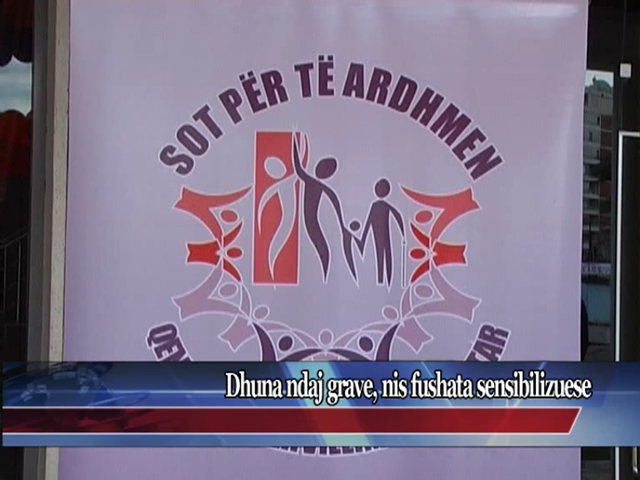 SOT PËR TË ARDHMEN
Dhuna ndaj grave, nis fushata sensibilizuese